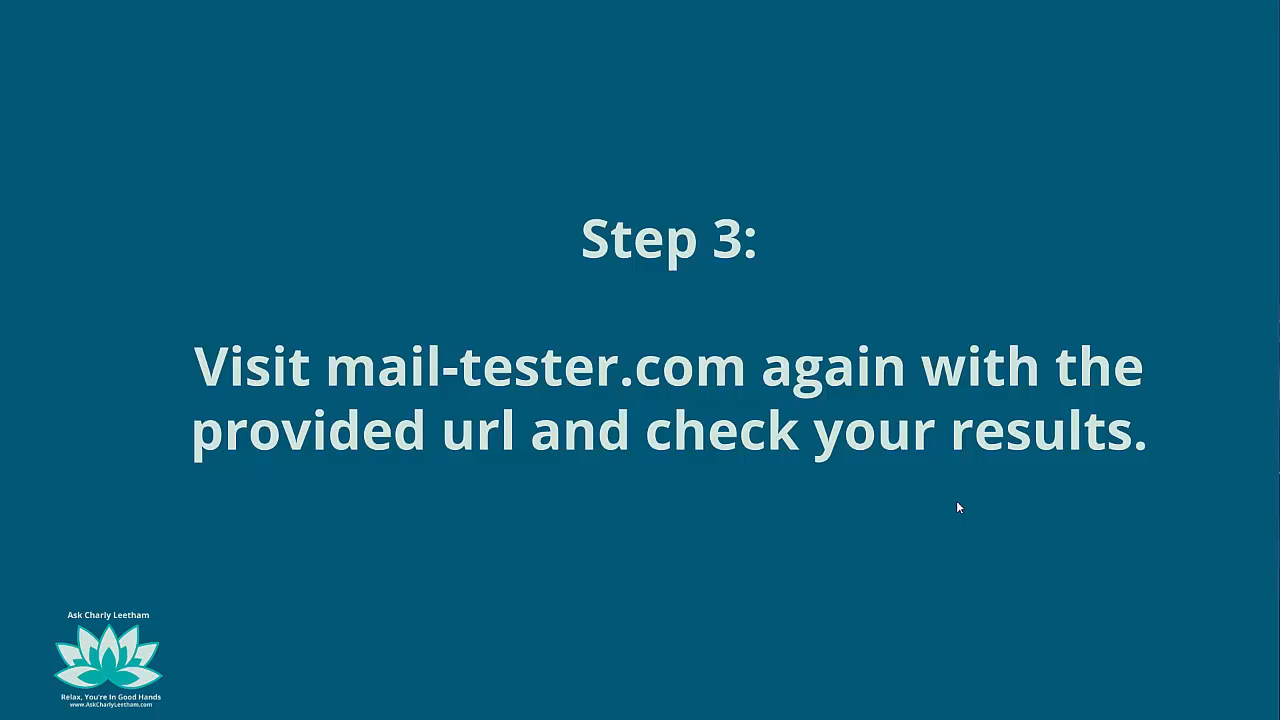 Step 3:
Visit mail-tester.com again with the
provided url and check your results.
Ask Charly Leetham
Relax, You're In Good Hands
www.AskCharlyLeetham.com